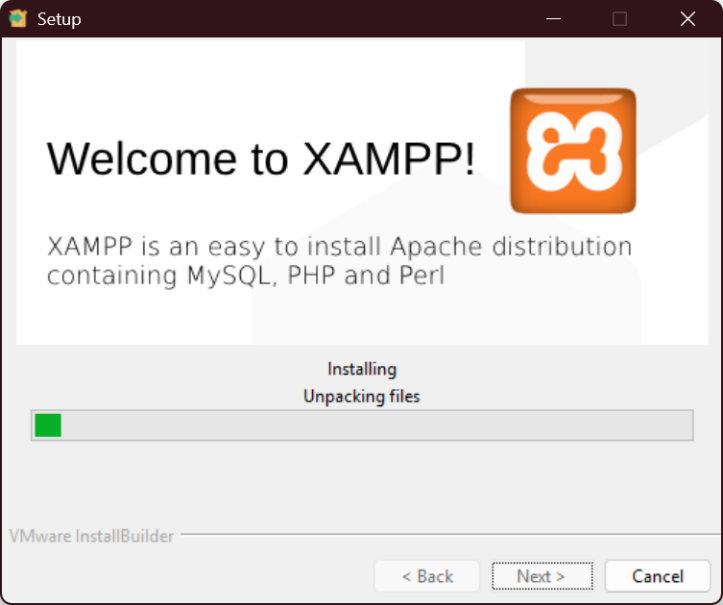 Setup
Welcome to XAMPP!
XAMPP is an easy to install Apache distribution
containing MySQL, PHP and Perl
Installing
Unpacking files
VMware InstallBuilder
< Back
Next >
Cancel